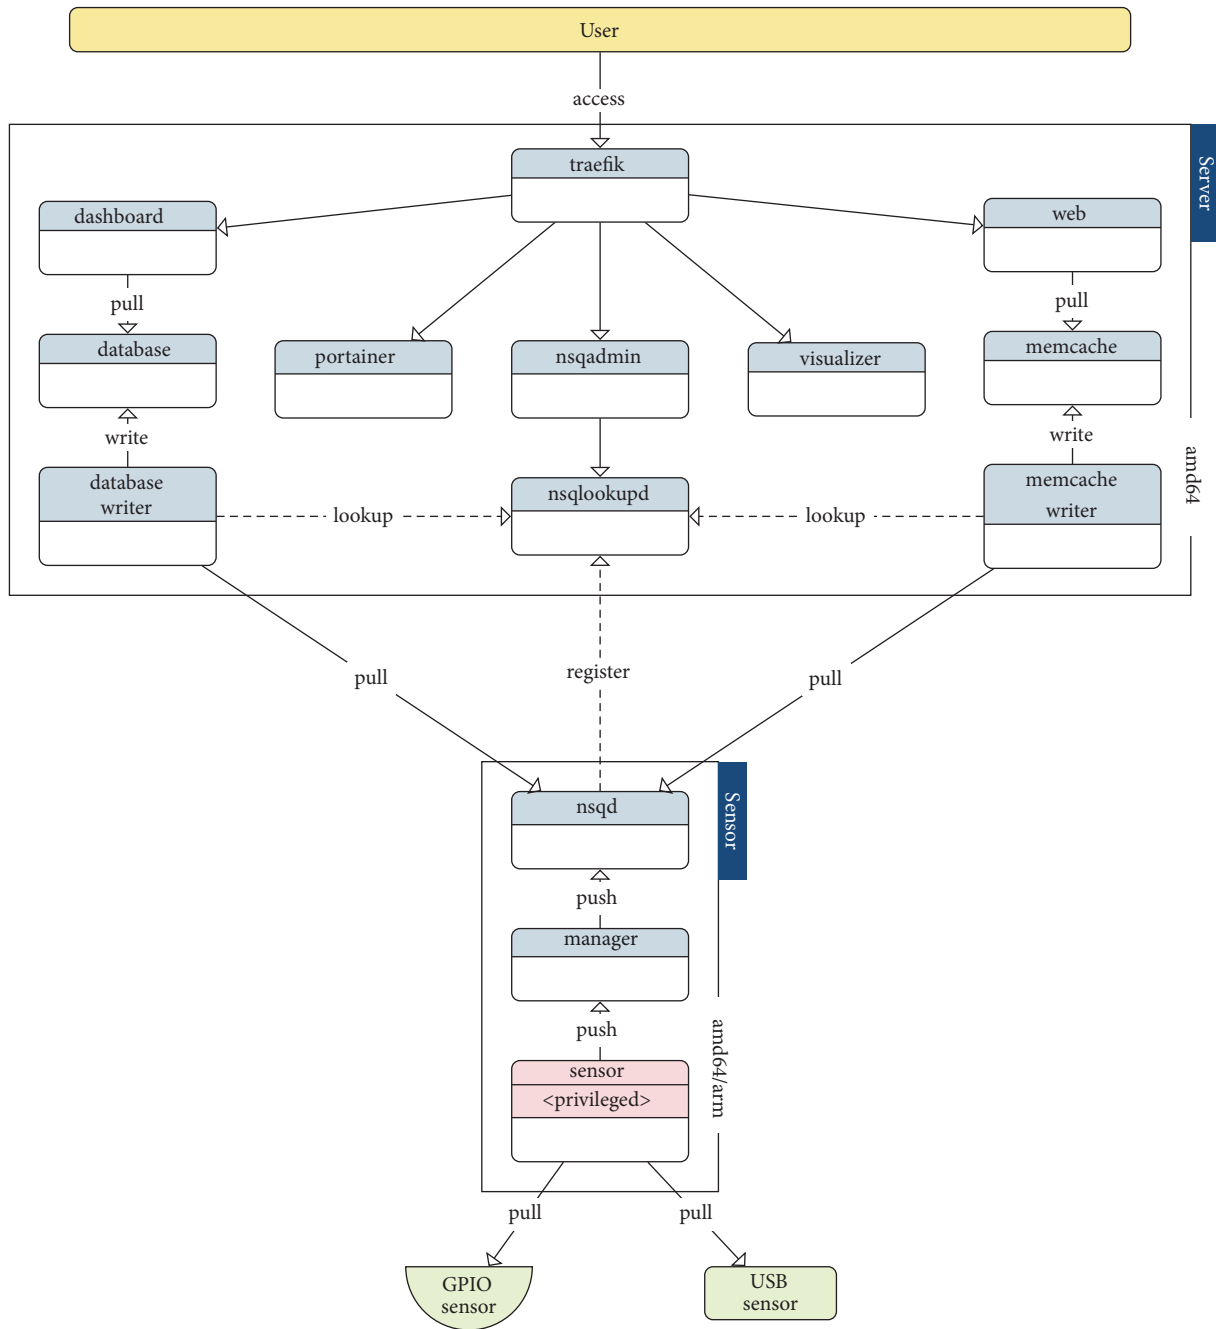 User
access
Server
traefik
dashboard
web
pull
pull
database
portainer
nsqadmin
visualizer
memcache
write
write
amd64
database
writer
lookup
nsqlookupd
lookup
memcache
writer
pull
register
pull
Sensor
nsqd
push
manager
push
amd64/arm
sensor
<privileged>
pull
pull
GPIO
sensor
USB
sensor